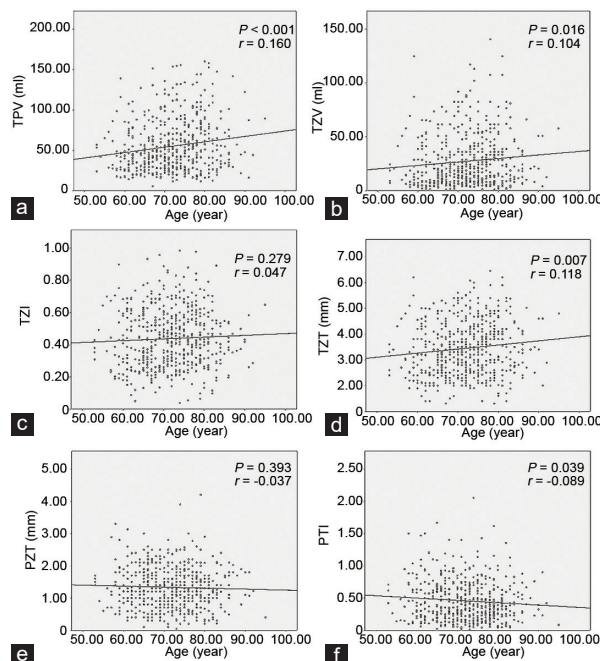 P < 0.001
r = 0.160
TPV (ml)
200.00
150.00
100.00
50.00
0
50.00 60.00 70.00 80.00 90.00 100.00
Age (year)
a
P = 0.016
r = 0.104
TZV (ml)
150.00
100.00
50.00
0
50.00 60.00 70.00 80.00 90.00 100.00
Age (year)
b
P = 0.279
r = 0.047
TZI
1.00
0.80
0.60
0.40
0.20
0
50.00 60.00 70.00 80.00 90.00 100.00
Age (year)
c
P = 0.007
r = 0.118
TZT (mm)
7.00
6.00
5.00
4.00
3.00
2.00
0
50.00 60.00 70.00 80.00 90.00 100.00
Age (year)
d
P = 0.393
r = -0.037
PZT (mm)
5.00
4.00
3.00
2.00
1.00
0
50.00 60.00 70.00 80.00 90.00 100.00
Age (year)
e
P = 0.039
r = -0.089
PTI
2.50
2.00
1.50
1.00
0.50
0
50.00 60.00 70.00 80.00 90.00 100.00
Age (year)
f